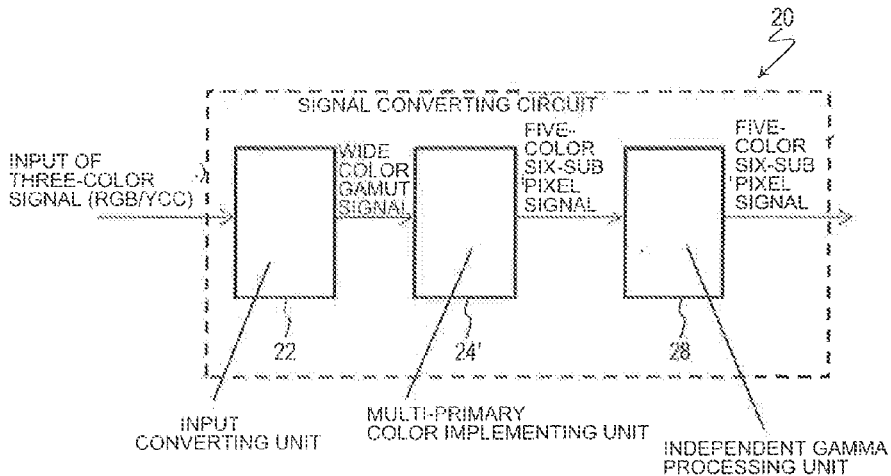 20
SIGNAL CONVERTING CIRCUIT
INPUT OF
THREE-COLOR
SIGNAL (RGB/YCC)
WIDE
COLOR
GAMUT
SIGNAL
FIVE-
COLOR
SIX-SUB
PIXEL
SIGNAL
FIVE-
COLOR
SIX-SUB
PIXEL
SIGNAL
22
24'
28
INPUT
CONVERTING UNIT
MULTI-PRIMARY
COLOR IMPLEMENTING UNIT
INDEPENDENT GAMMA
PROCESSING UNIT